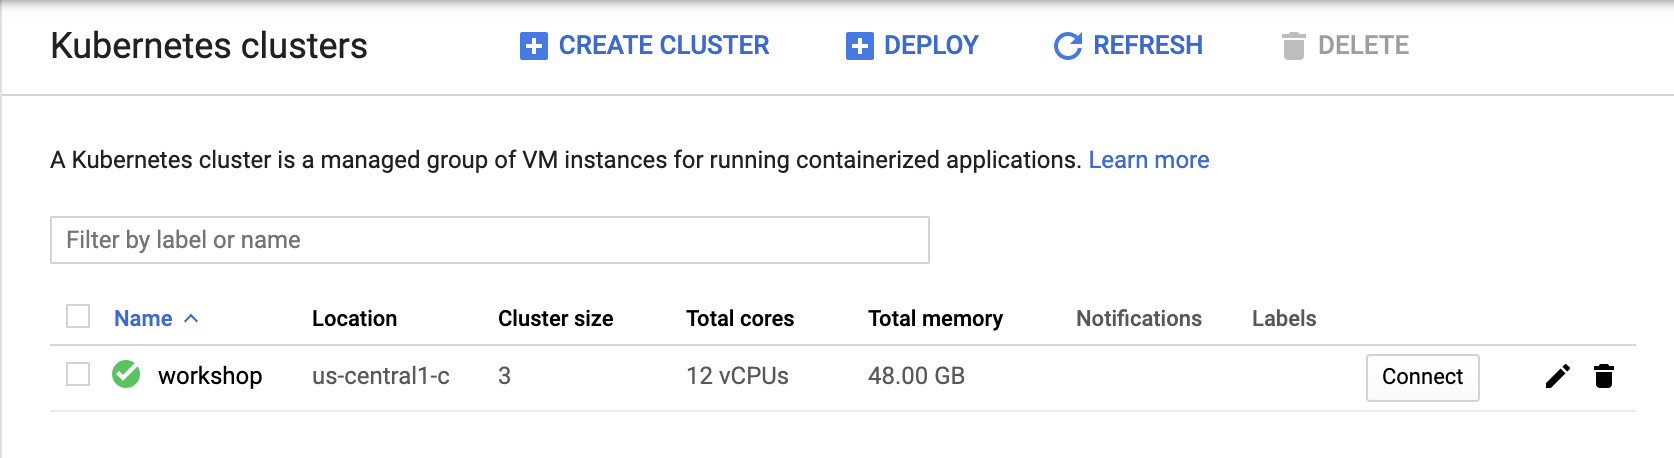 Kubernetes clusters CREATE CLUSTER DEPLOY REFRESH DELETE
A Kubernetes cluster is a managed group of VM instances for running containerized applications. Learn more
Filter by label or name
Name Location Cluster size Total cores Total memory Notifications Labels
workshop us-central1-c 3 12 vCPUs 48.00 GB Connect